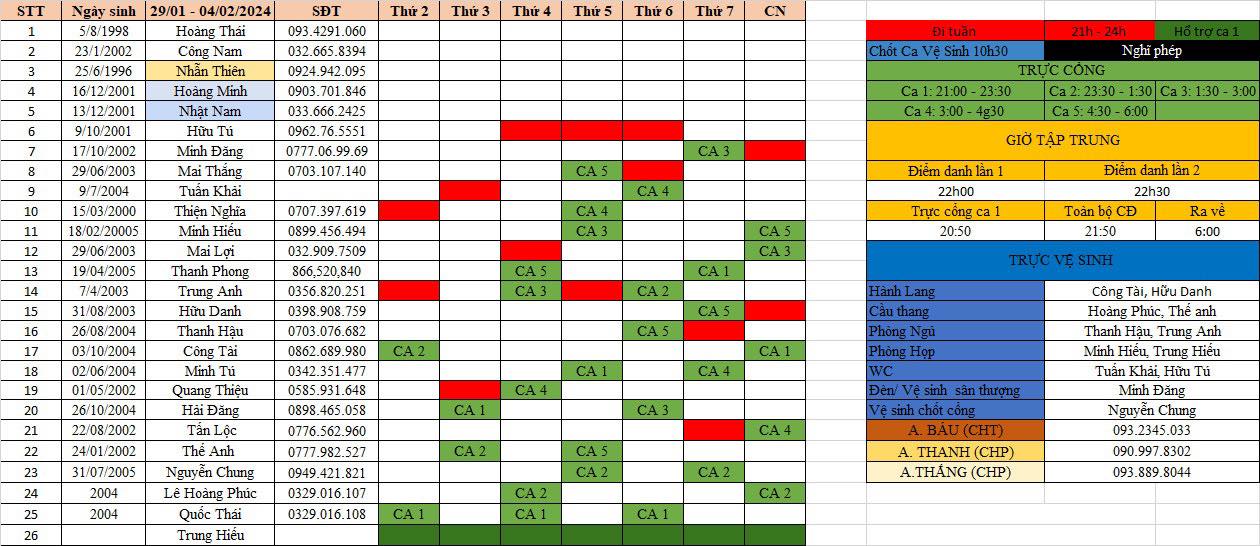 STT Ngày sinh 29/01 - 04/02/2024 SĐT Thứ 2 Thứ 3 Thứ 4 Thứ 5 Thứ 6 Thứ 7 CN
1 5/8/1998 Hoàng Thái 093.4291.060 Đi tuần 21h - 24h Hổ trợ ca 1
2 23/1/2002 Công Nam 032.665.8394 Chốt Ca Vệ Sinh 10h30 Nghĩ phép
3 25/6/1996 Nhẫn Thiên 0924.942.095 TRỰC CỔNG
4 16/12/2001 Hoàng Minh 0903.701.846 Ca 1: 21:00 - 23:30 Ca 2: 23:30 - 1:30 Ca 3: 1:30 - 3:00
5 13/12/2001 Nhật Nam 033.666.2425 Ca 4: 3:00 - 4g30 Ca 5: 4:30 - 6:00
6 9/10/2001 Hữu Tú 0962.76.5551 GIỜ TẬP TRUNG
7 17/10/2002 Minh Đăng 0777.06.99.69 CA 3
8 29/06/2003 Mai Thắng 0703.107.140 CA 5 Điểm danh lần 1 Điểm danh lần 2
9 9/7/2004 Tuấn Khải CA 4 22h00 22h30
10 15/03/2000 Thiện Nghĩa 0707.397.619 CA 4 Trực cổng ca 1 Toàn bộ CĐ Ra về
11 18/02/20005 Minh Hiếu 0899.456.494 CA 3 CA 5 20:50 21:50 6:00
12 29/06/2003 Mai Lợi 032.909.7509 CA 3 TRỰC VỆ SINH
13 19/04/2005 Thanh Phong 866,520,840 CA 5 CA 1
14 7/4/2003 Trung Anh 0356.820.251 CA 3 CA 2 Hành Lang Công Tài, Hữu Danh
15 31/08/2003 Hữu Danh 0398.908.759 CA 5 Cầu thang Hoàng Phúc, Thế anh
16 26/08/2004 Thanh Hậu 0703.076.682 CA 5 Phòng Ngủ Thanh Hậu, Trung Anh
17 03/10/2004 Công Tài 0862.689.980 CA 2 CA 1 Phòng Họp Minh Hiếu, Trung Hiếu
18 02/06/2004 Minh Tú 0342.351.477 CA 1 CA 4 WC Tuấn Khải, Hữu Tú
19 01/05/2002 Quang Thiệu 0585.931.648 CA 4 Đèn/ Vệ sinh sân thượng Minh Đăng
20 26/10/2004 Hải Đăng 0898.465.058 CA 1 CA 3 Vệ sinh chốt cổng Nguyễn Chung
21 22/08/2002 Tấn Lộc 0776.562.960 CA 4 A. BẢU (CHT) 093.2345.033
22 24/01/2002 Thế Anh 0777.982.527 CA 2 CA 5 A. THANH (CHP) 090.997.8302
23 31/07/2005 Nguyễn Chung 0949.421.821 CA 2 CA 2 A.THẮNG (CHP) 093.889.8044
24 2004 Lê Hoàng Phúc 0329.016.107 CA 2 CA 2
25 2004 Quốc Thái 0329.016.108 CA 1 CA 1 CA 1
26 Trung Hiếu